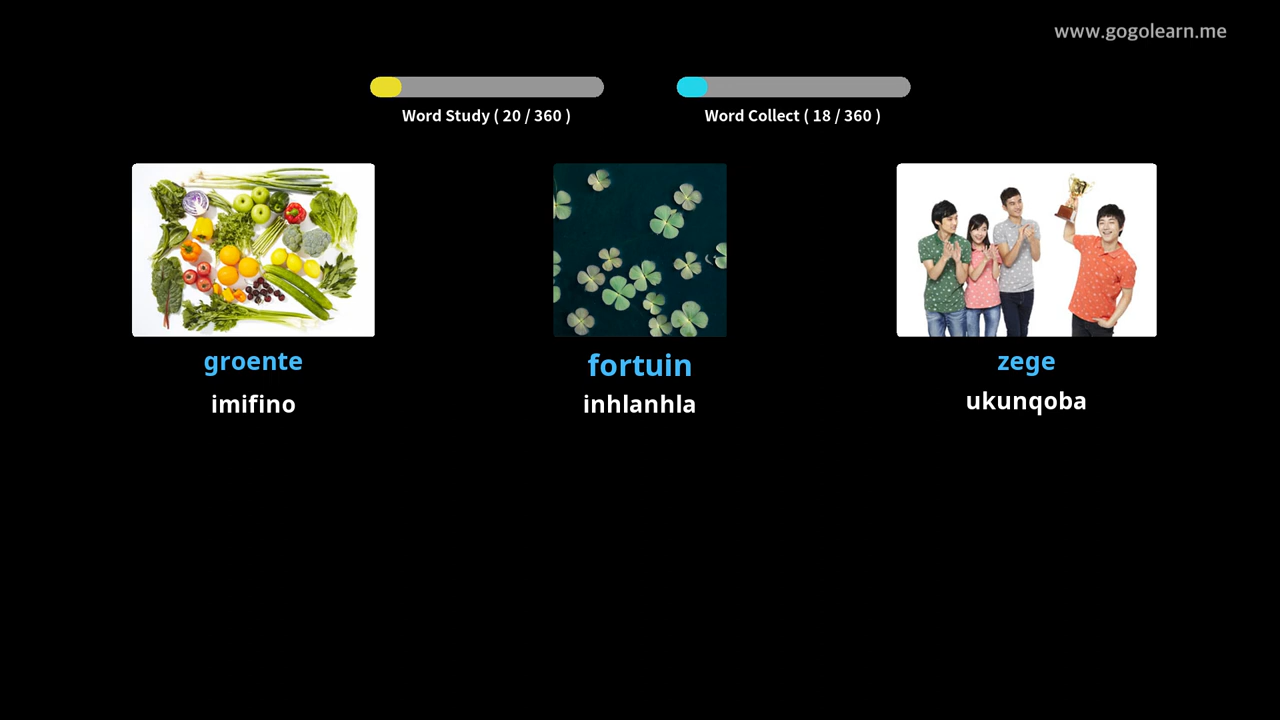 www.gogolearn.me
Word Study ( 20 / 360 )
Word Collect ( 18 / 360 )
groente
imifino
fortuin
inhlanhla
zege
ukunqoba